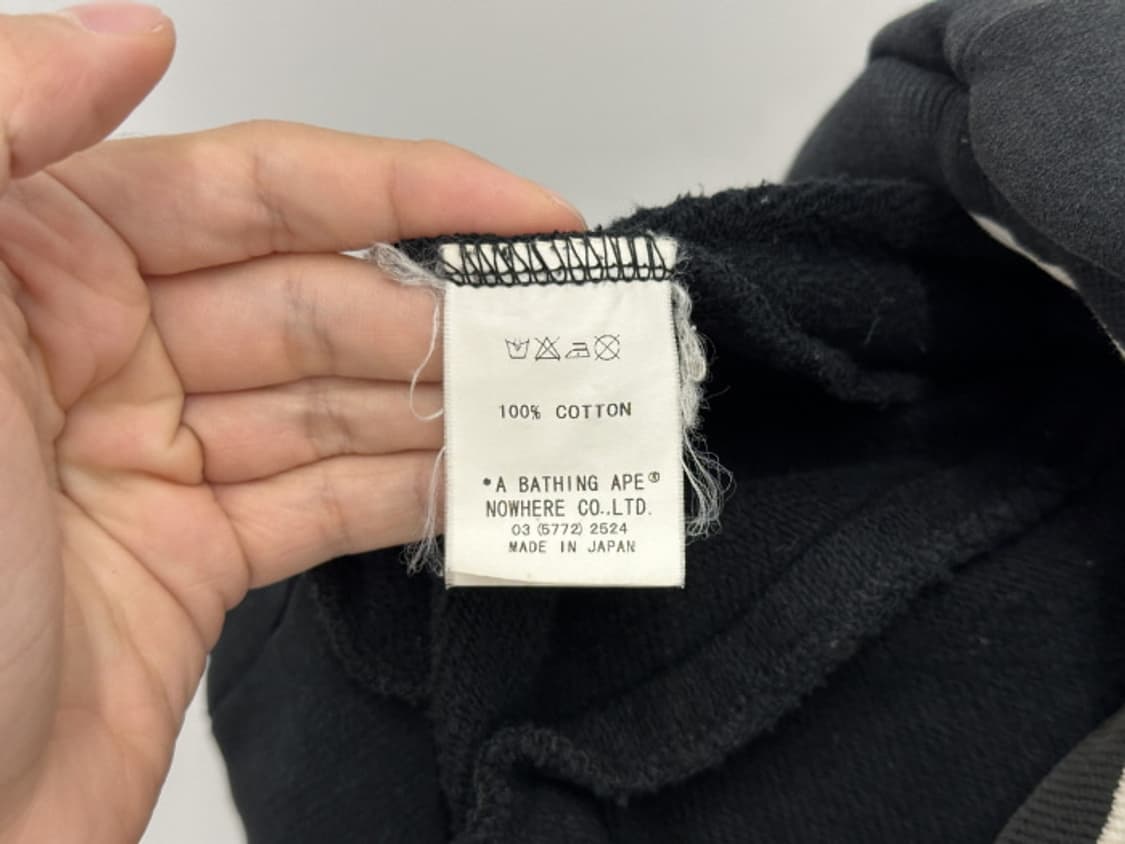 100% COTTON
*A BATHING APE®
NOWHERE CO.,LTD.
03 (5772) 2524
MADE IN JAPAN